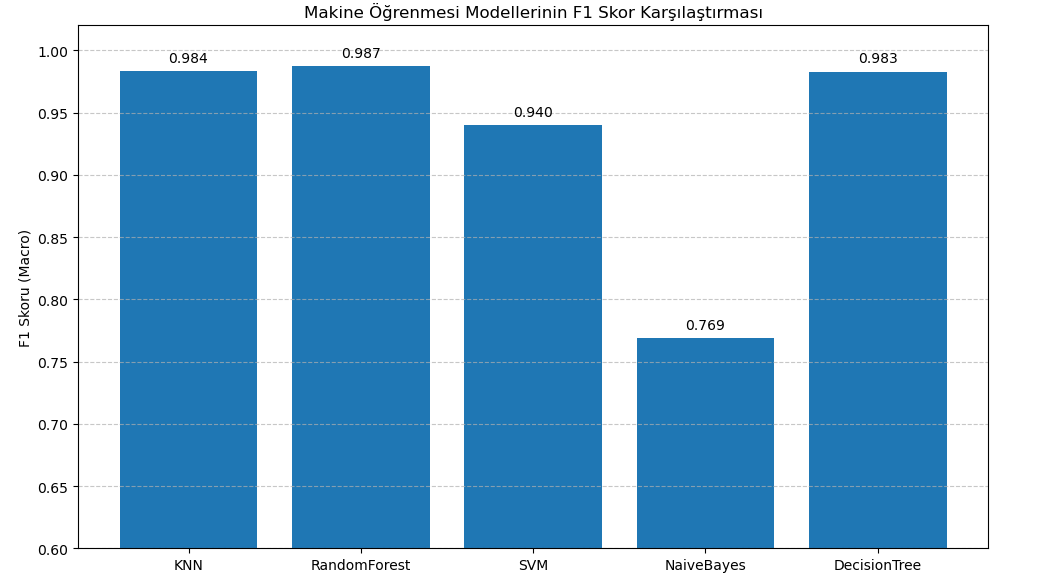 Makine Öğrenmesi Modellerinin F1 Skor Karşılaştırması
F1 Skoru (Macro)
1.00
0.95
0.90
0.85
0.80
0.75
0.70
0.65
0.60
0.984
0.987
0.940
0.769
0.983
KNN
RandomForest
SVM
NaiveBayes
DecisionTree